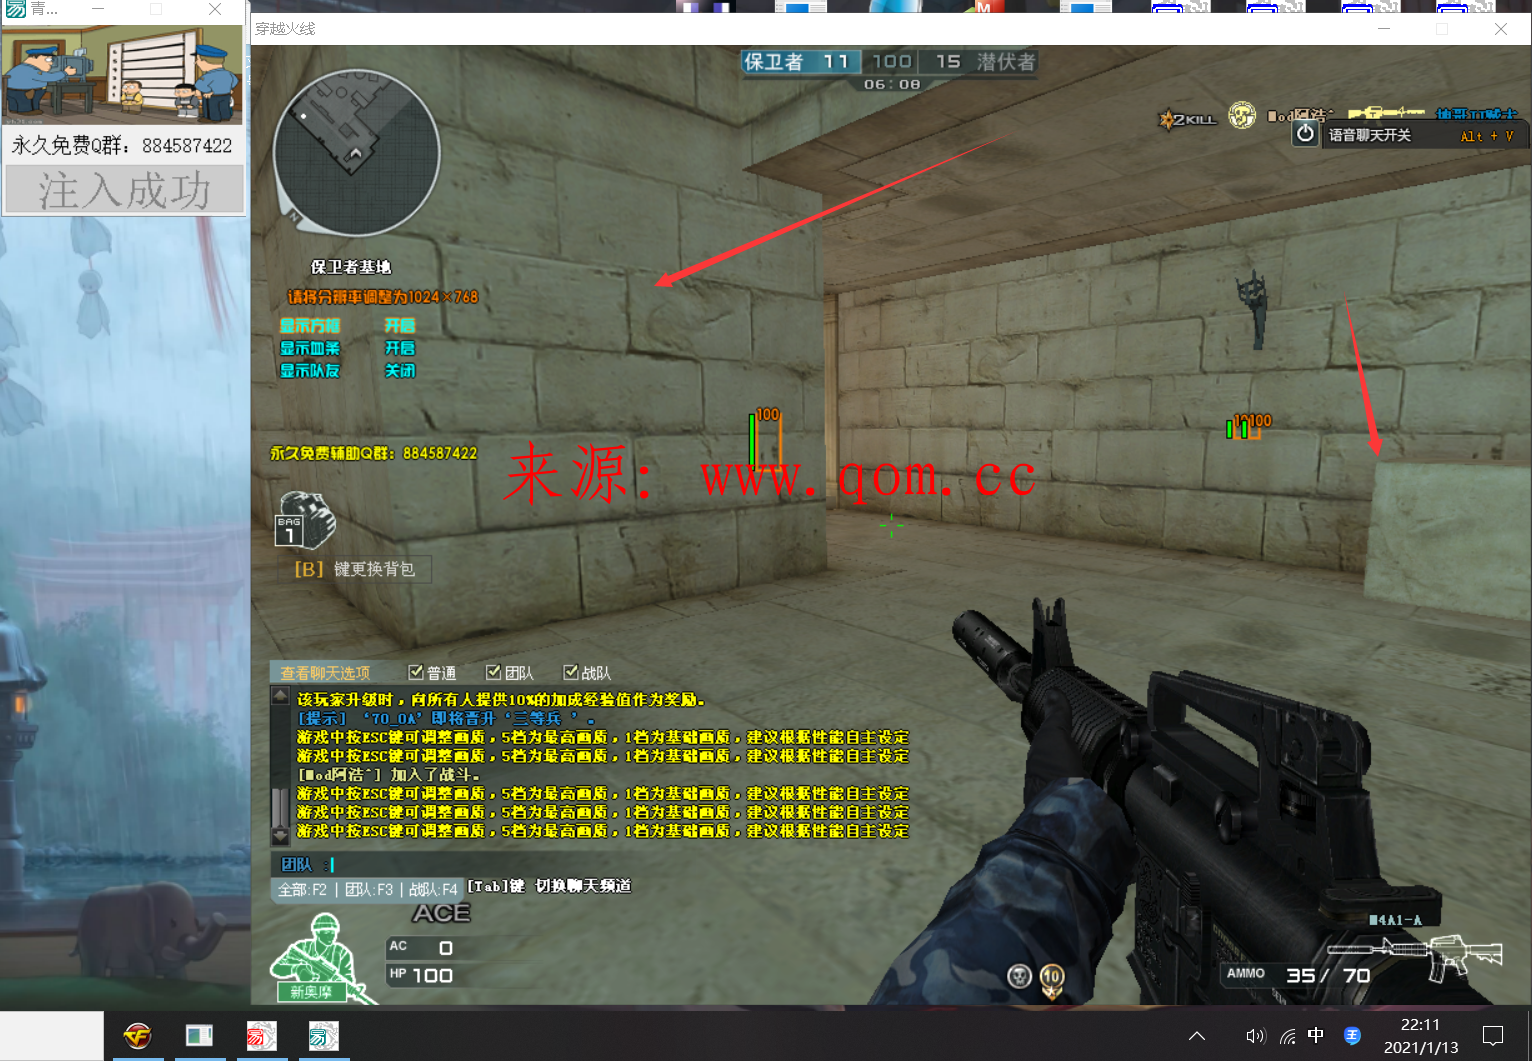 青...
永久免费Q群：884587422
注入成功
穿越火线
保卫者 11 100 15 潜伏者
06:08
2KILL
■od阿浩^
语音聊天开关 Alt + V
N
保卫者基地
请将分辨率调整为1024×768
显示方框 开启
显示血条 开启
显示队友 关闭
100
100
永久免费辅助Q群：884587422
来源：www.qom.cc
BAG
1
[B] 键更换背包
查看聊天选项 普通 团队 战队
该玩家升级时，向所有人提供10%的加成经验值作为奖励。
[提示] ‘70_OA’即将晋升‘三等兵 ’。
游戏中按ESC键可调整画质，5档为最高画质，1档为基础画质，建议根据性能自主设定
游戏中按ESC键可调整画质，5档为最高画质，1档为基础画质，建议根据性能自主设定
[■od阿浩^] 加入了战斗。
游戏中按ESC键可调整画质，5档为最高画质，1档为基础画质，建议根据性能自主设定
游戏中按ESC键可调整画质，5档为最高画质，1档为基础画质，建议根据性能自主设定
游戏中按ESC键可调整画质，5档为最高画质，1档为基础画质，建议根据性能自主设定
团队 :
全部:F2 | 团队:F3 | 战队:F4 [Tab]键 切换聊天频道
ACE
AC 0
HP 100
新奥摩
10
■4A1-A
AMMO 35 / 70
中
22:11
2021/1/13